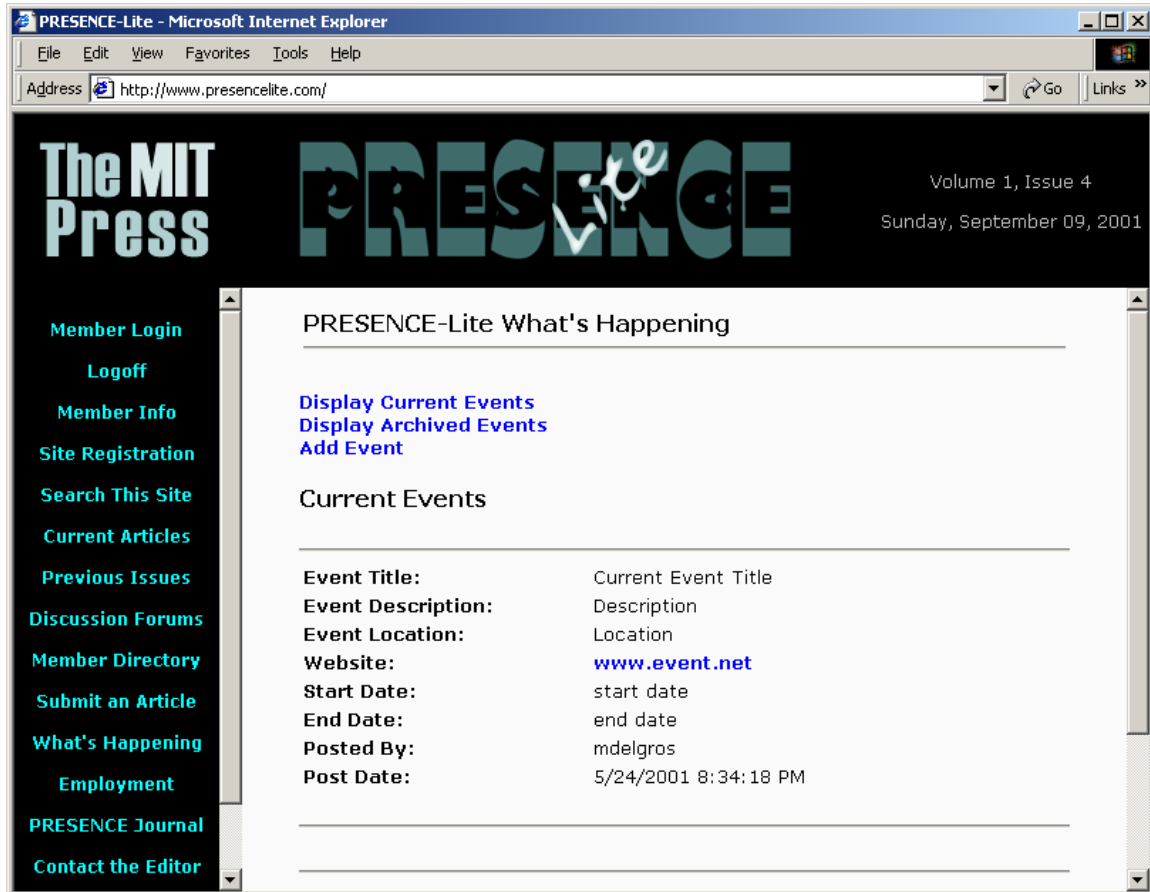 PRESENCE-Lite - Microsoft Internet Explorer
File Edit View Favorites Tools Help
Address http://www.presencelite.com/ Go Links »
The MIT
Press
PRESENCE
Lite
Volume 1, Issue 4
Sunday, September 09, 2001
Member Login
Logoff
Member Info
Site Registration
Search This Site
Current Articles
Previous Issues
Discussion Forums
Member Directory
Submit an Article
What's Happening
Employment
PRESENCE Journal
Contact the Editor
PRESENCE-Lite What's Happening
Display Current Events
Display Archived Events
Add Event
Current Events
Event Title: Current Event Title
Event Description: Description
Event Location: Location
Website: www.event.net
Start Date: start date
End Date: end date
Posted By: mdelgros
Post Date: 5/24/2001 8:34:18 PM